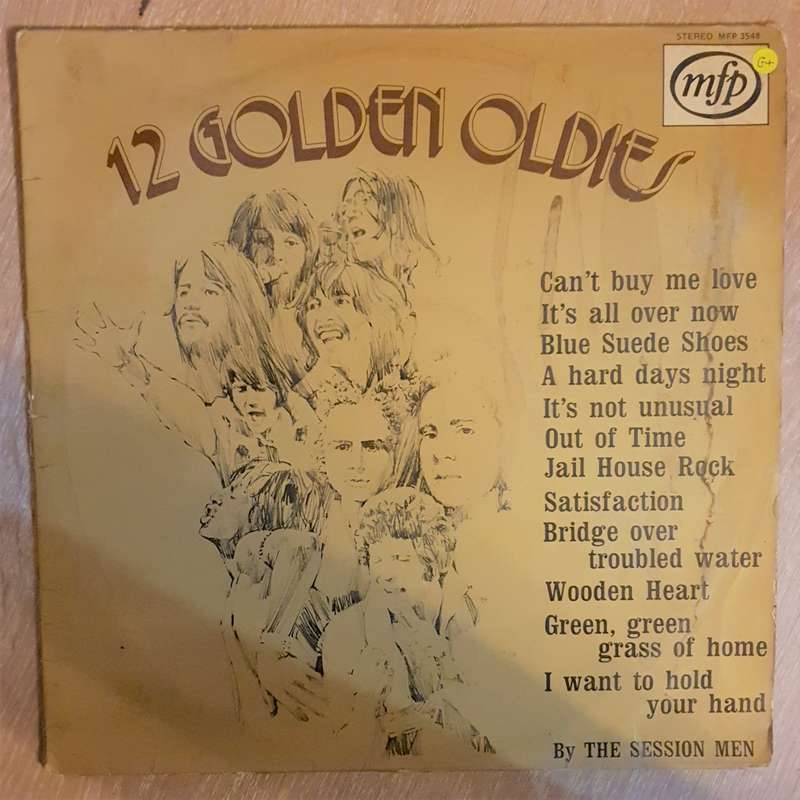 STEREO MFP 3548
mfp
G+
12 GOLDEN OLDIES
Can't buy me love
It's all over now
Blue Suede Shoes
A hard days night
It's not unusual
Out of Time
Jail House Rock
Satisfaction
Bridge over
troubled water
Wooden Heart
Green, green
grass of home
I want to hold
your hand
By THE SESSION MEN